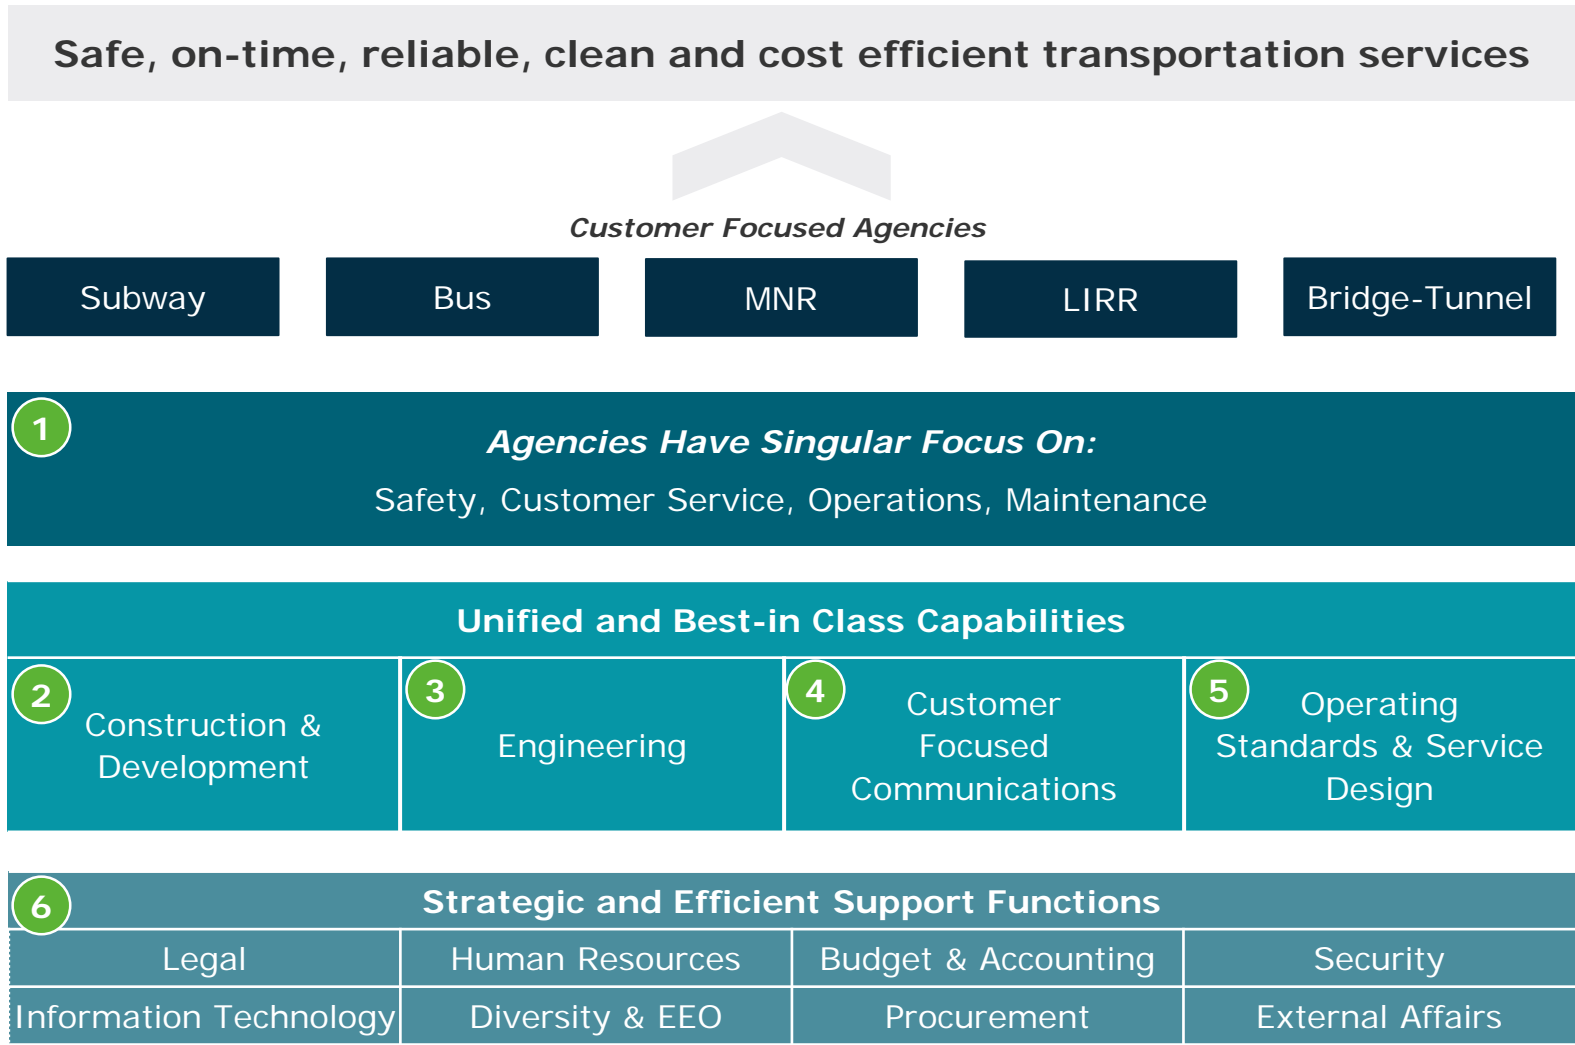 Safe, on-time, reliable, clean and cost efficient transportation services
Customer Focused Agencies
Subway
Bus
MNR
LIRR
Bridge-Tunnel
1
Agencies Have Singular Focus On:
Safety, Customer Service, Operations, Maintenance
Unified and Best-in Class Capabilities
2
Construction &
Development
3
Engineering
4
Customer
Focused
Communications
5
Operating
Standards & Service
Design
6
Strategic and Efficient Support Functions
Legal
Human Resources
Budget & Accounting
Security
Information Technology
Diversity & EEO
Procurement
External Affairs